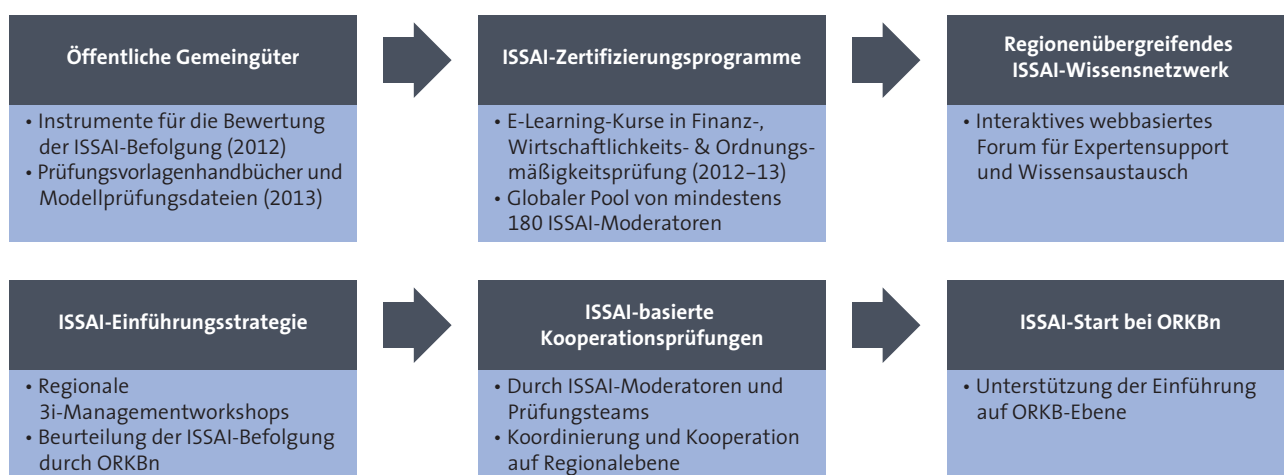 Öffentliche Gemeingüter
• Instrumente für die Bewertung
der ISSAI-Befolgung (2012)
• Prüfungsvorlagenhandbücher und
Modellprüfungsdateien (2013)
ISSAI-Zertifizierungsprogramme
• E-Learning-Kurse in Finanz-,
Wirtschaftlichkeits- & Ordnungs-
mäßigkeitsprüfung (2012–13)
• Globaler Pool von mindestens
180 ISSAI-Moderatoren
Regionenübergreifendes
ISSAI-Wissensnetzwerk
• Interaktives webbasiertes
Forum für Expertensupport
und Wissensaustausch
ISSAI-Einführungsstrategie
• Regionale
3i-Managementworkshops
• Beurteilung der ISSAI-Befolgung
durch ORKBn
ISSAI-basierte
Kooperationsprüfungen
• Durch ISSAI-Moderatoren und
Prüfungsteams
• Koordinierung und Kooperation
auf Regionalebene
ISSAI-Start bei ORKBn
• Unterstützung der Einführung
auf ORKB-Ebene